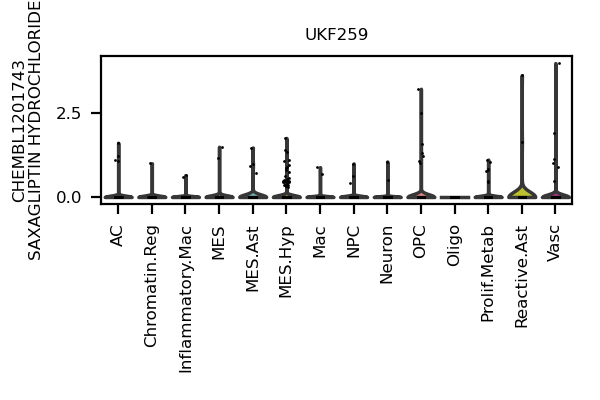 UKF259
CHEMBL1201743
SAXAGLIPTIN HYDROCHLORIDE
2.5
0.0
AC
Chromatin.Reg
Inflammatory.Mac
MES
MES.Ast
MES.Hyp
Mac
NPC
Neuron
OPC
Oligo
Prolif.Metab
Reactive.Ast
Vasc